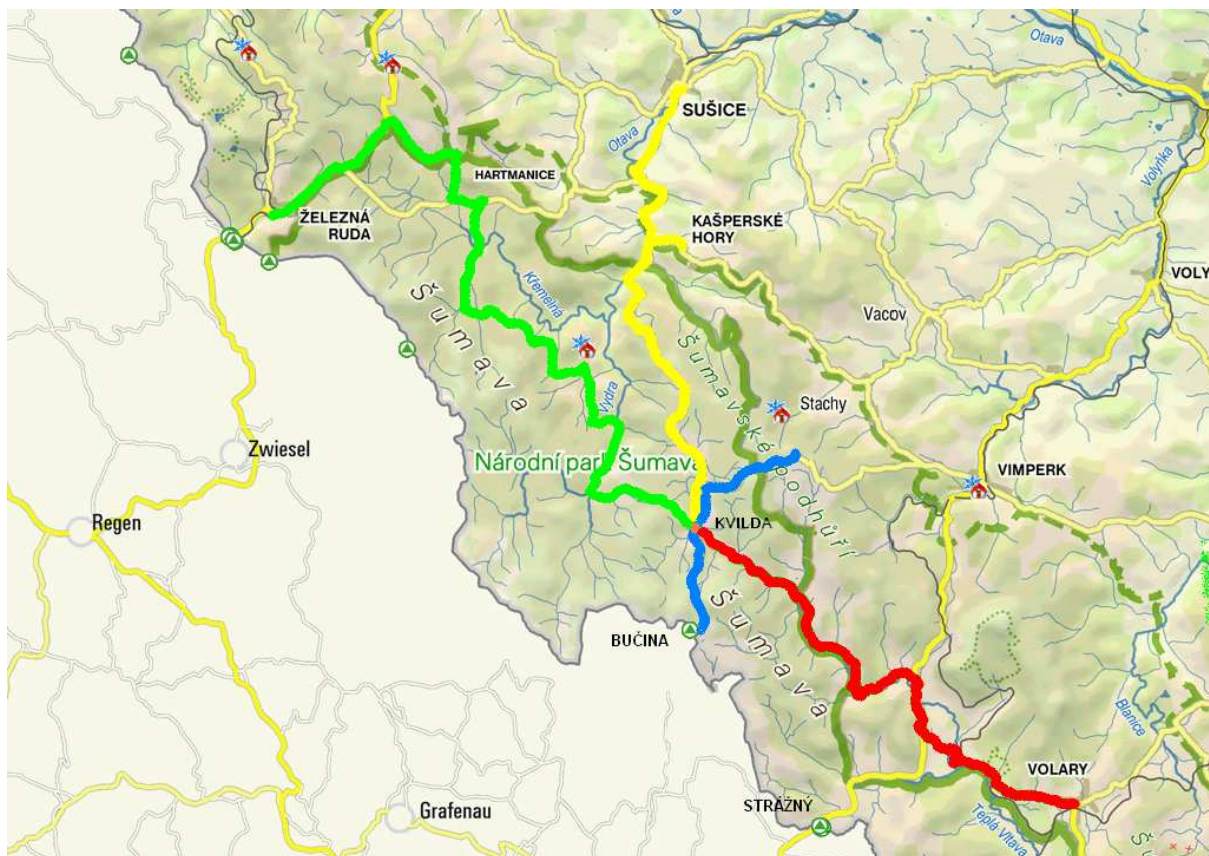 Otava
Otava
SUŠICE
Volyňka
HARTMANICE
ŽELEZNÁ
RUDA
KAŠPERSKÉ
HORY
VOLY
Křemelná
Šumava
Vacov
Šumavské podhůří
Vydra
Stachy
Zwiesel
Národní park Šumava
VIMPERK
Regen
KVILDA
Šumava
BUČINA
Blanice
VOLARY
STRÁŽNÝ
Grafenau
Teplá Vltava